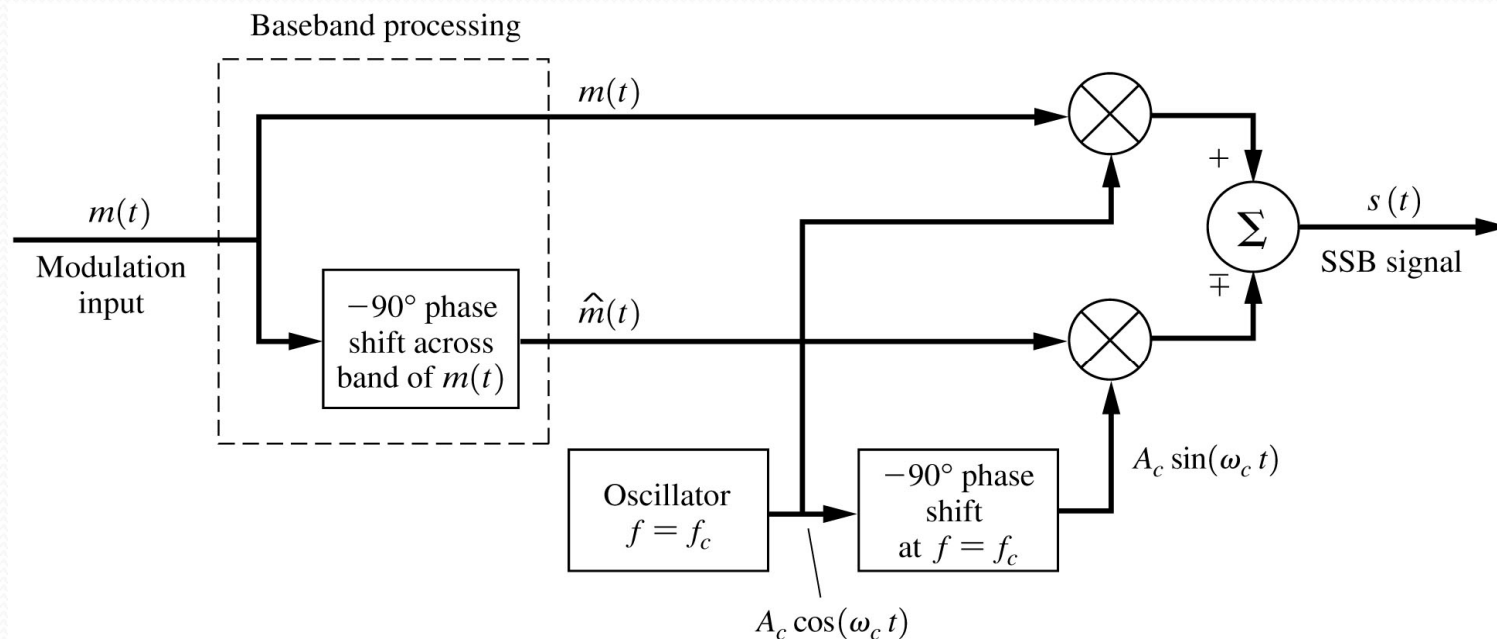 Baseband processing
m(t)
m(t)
Modulation
input
−90° phase
shift across
band of m(t)
m̂(t)
+
Σ
∓
s(t)
SSB signal
Oscillator
f = f_c
−90° phase
shift
at f = f_c
A_c sin(ω_c t)
A_c cos(ω_c t)